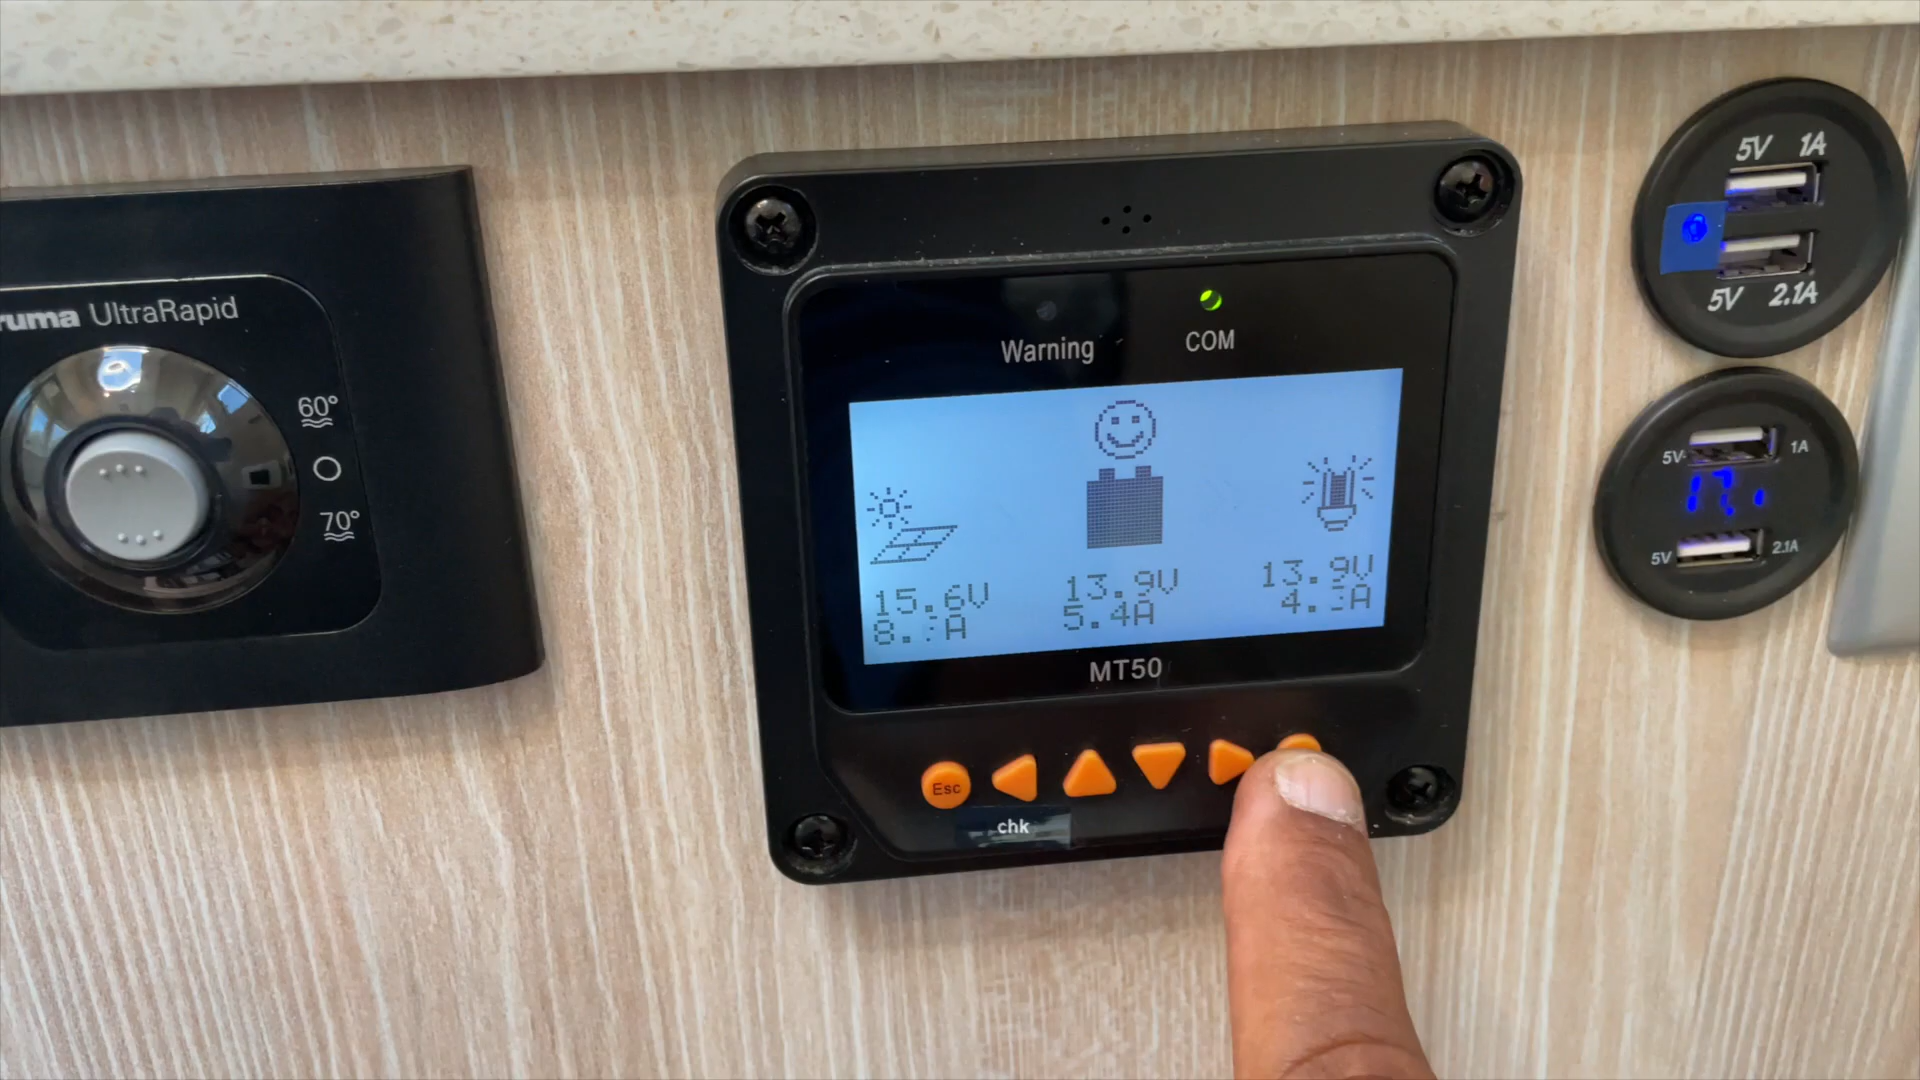 uma UltraRapid
60°
70°
Warning
COM
15.6V
13.9V
5.4A
13.9V
MT50
Esc
chk
5V 1A
5V 2.1A
5V
1A
5V
2.1A